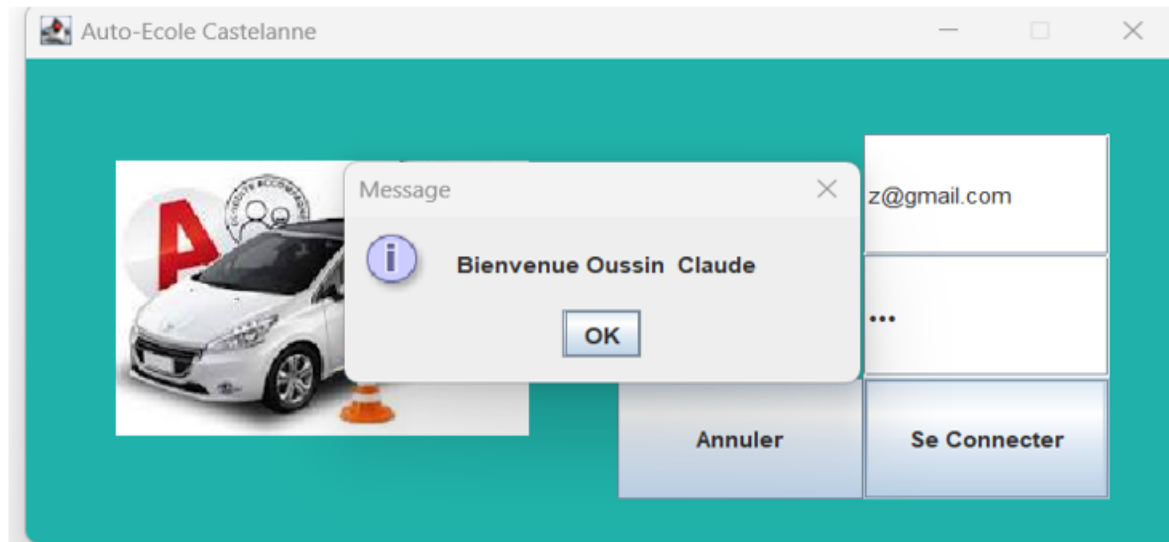 Auto-Ecole Castelanne
Message
Bienvenue Oussin  Claude
OK
z@gmail.com
•••
Annuler
Se Connecter